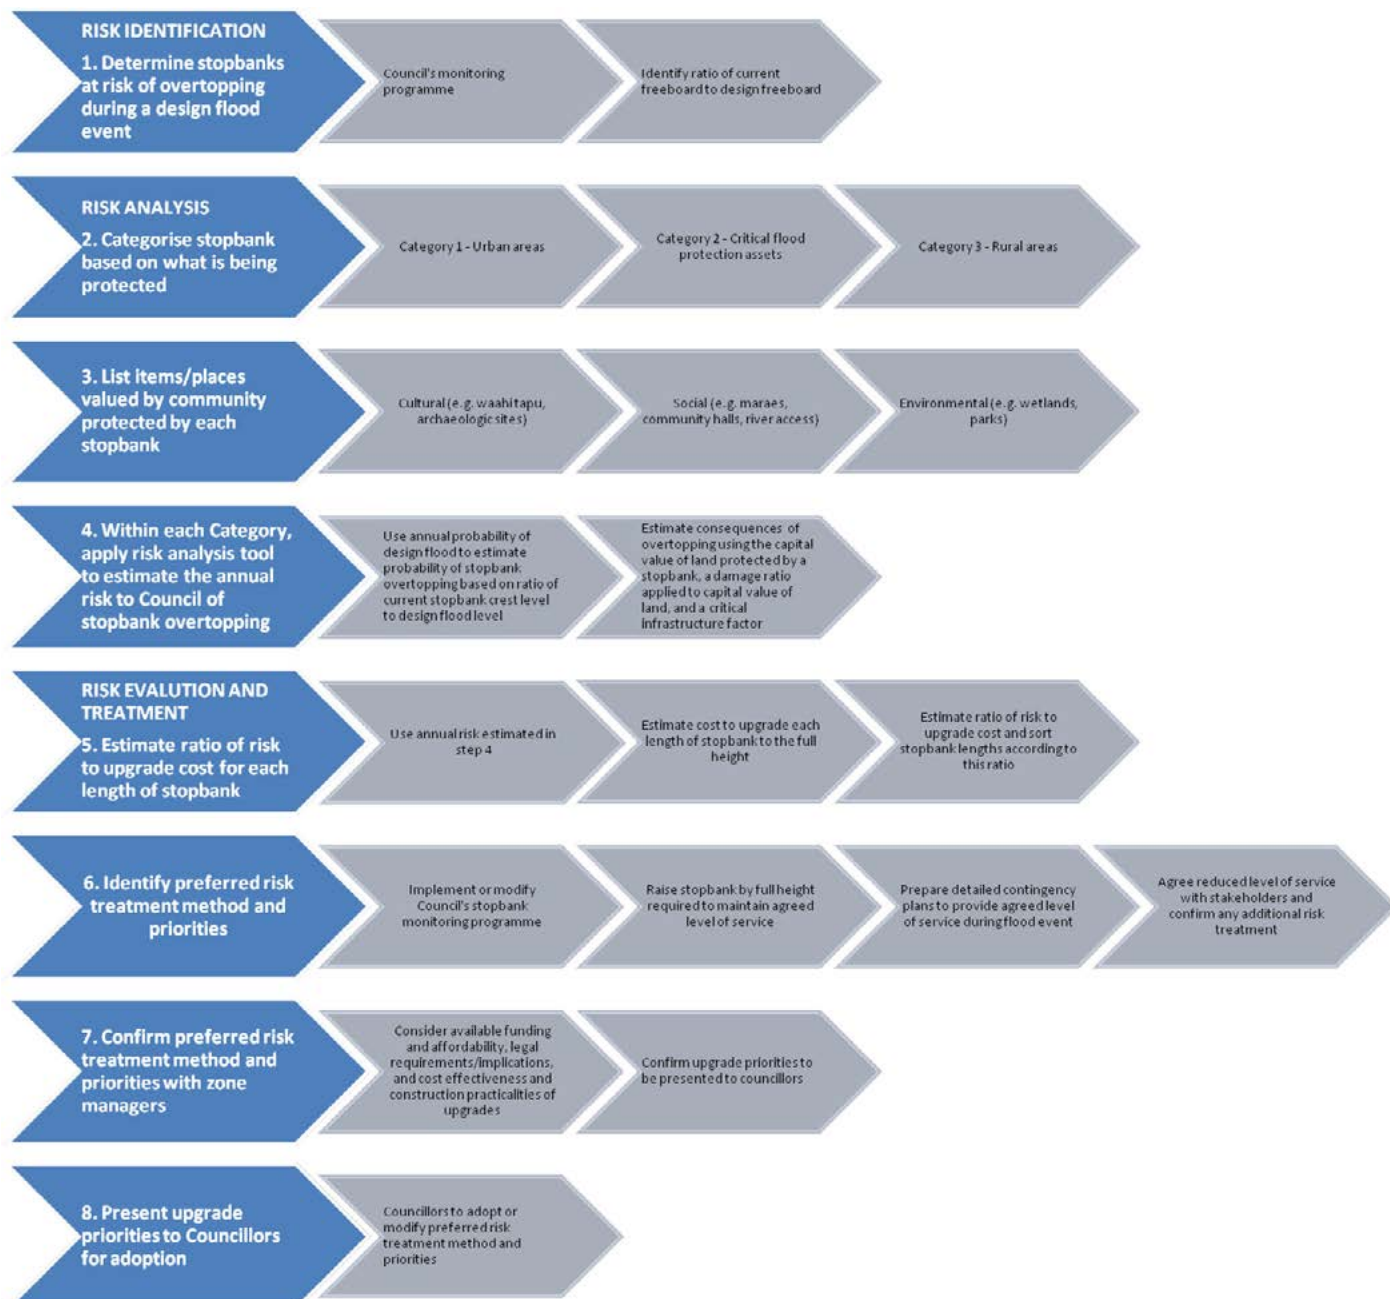 RISK IDENTIFICATION
1. Determine stopbanks
at risk of overtopping
during a design flood
event
Council's monitoring
programme
Identify ratio of current
freeboard to design freeboard
RISK ANALYSIS
2. Categorise stopbank
based on what is being
protected
Category 1 - Urban areas
Category 2 - Critical flood
protection assets
Category 3 - Rural areas
3. List items/places
valued by community
protected by each
stopbank
Cultural (e.g. waahi tapu,
archaeologic sites)
Social (e.g. maraes,
community halls, river access)
Environmental (e.g. wetlands,
parks)
4. Within each Category,
apply risk analysis tool
to estimate the annual
risk to Council of
stopbank overtopping
Use annual probability of
design flood to estimate
probability of stopbank
overtopping based on ratio of
current stopbank crest level
to design flood level
Estimate consequences of
overtopping using the capital
value of land protected by a
stopbank, a damage ratio
applied to capital value of
land, and a critical
infrastructure factor
RISK EVALUTION AND
TREATMENT
5. Estimate ratio of risk
to upgrade cost for each
length of stopbank
Use annual risk estimated in
step 4
Estimate cost to upgrade each
length of stopbank to the full
height
Estimate ratio of risk to
upgrade cost and sort
stopbank lengths according to
this ratio
6. Identify preferred risk
treatment method and
priorities
Implement or modify
Council's stopbank
monitoring programme
Raise stopbank by full height
required to maintain agreed
level of service
Prepare detailed contingency
plans to provide agreed level
of service during flood event
Agree reduced level of service
with stakeholders and
confirm any additional risk
treatment
7. Confirm preferred risk
treatment method and
priorities with zone
managers
Consider available funding
and affordability, legal
requirements/implications,
and cost effectiveness and
construction practicalities of
upgrades
Confirm upgrade priorities to
be presented to councillors
8. Present upgrade
priorities to Councillors
for adoption
Councillors to adopt or
modify preferred risk
treatment method and
priorities